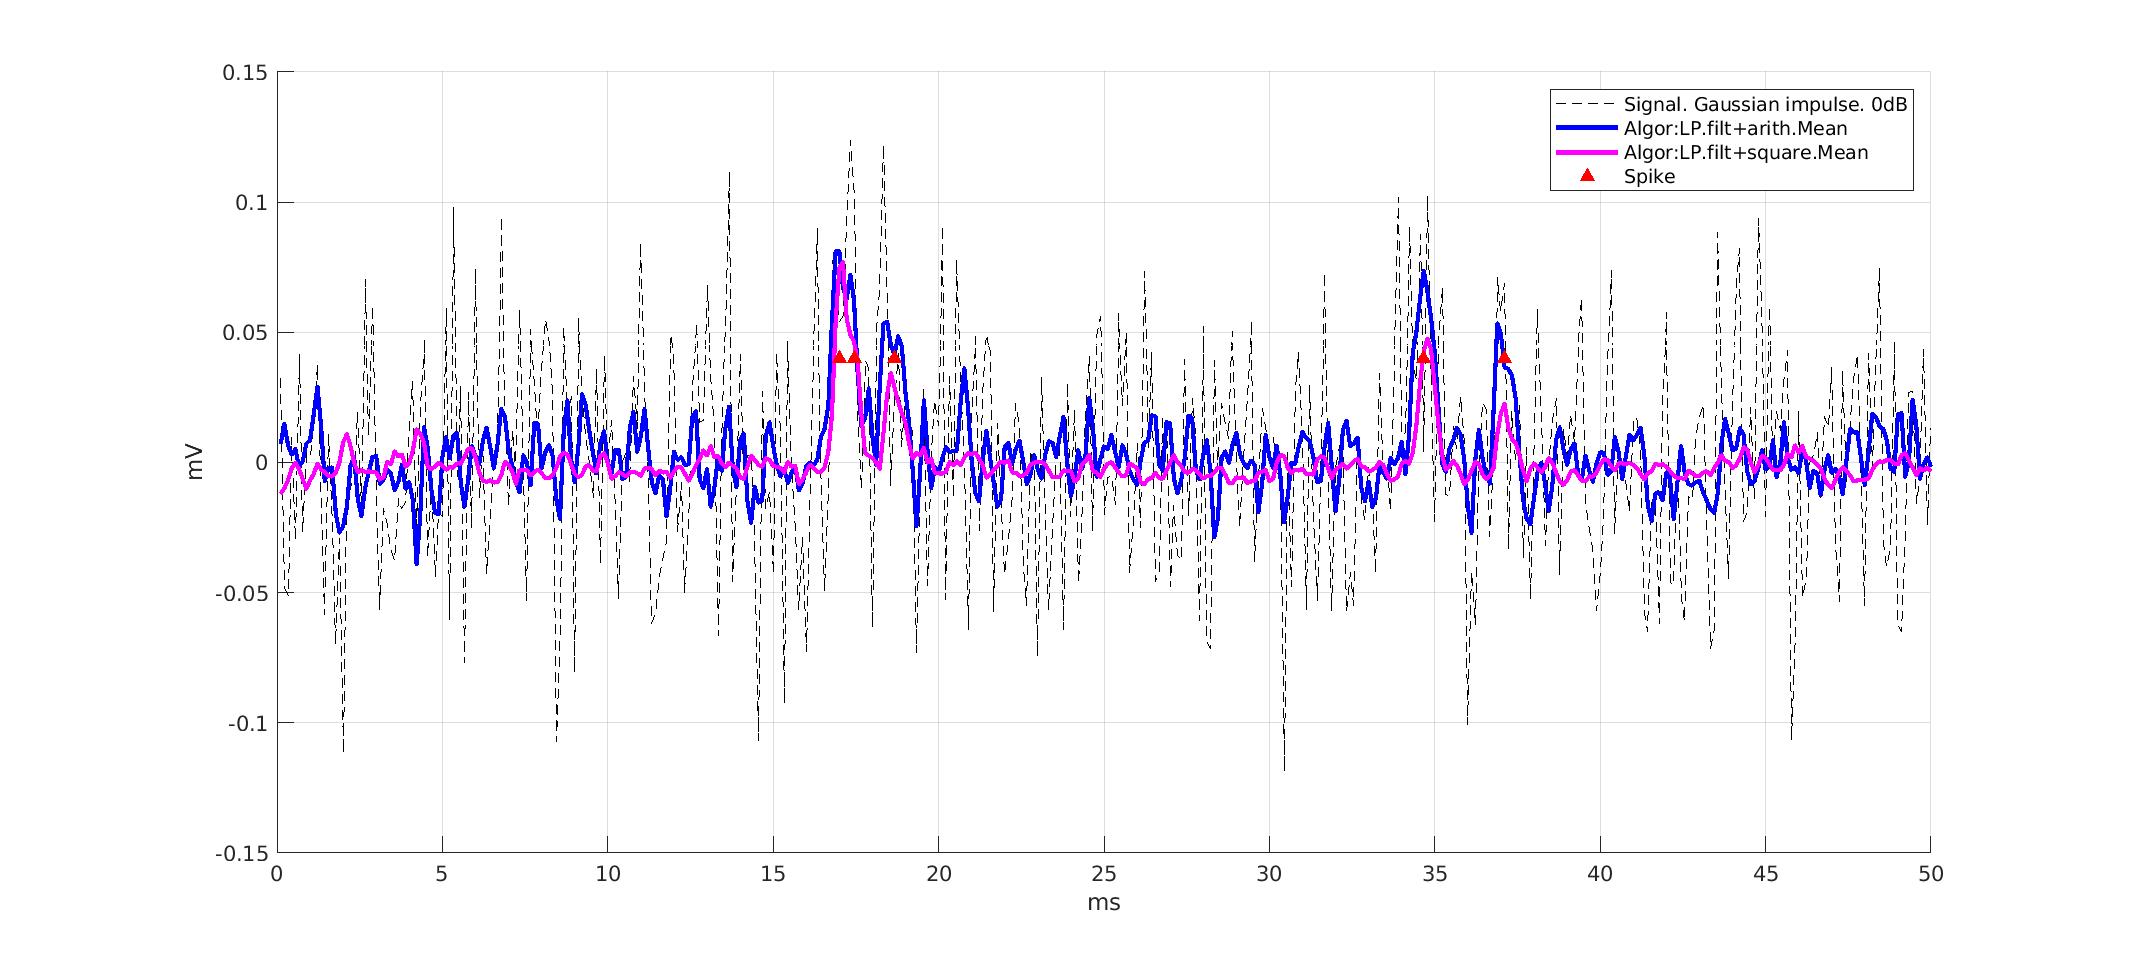 0.15
0.1
0.05
0
-0.05
-0.1
-0.15
mV
Signal. Gaussian impulse. 0dB
Algor:LP.filt+arith.Mean
Algor:LP.filt+square.Mean
Spike
0 5 10 15 20 25 30 35 40 45 50
ms